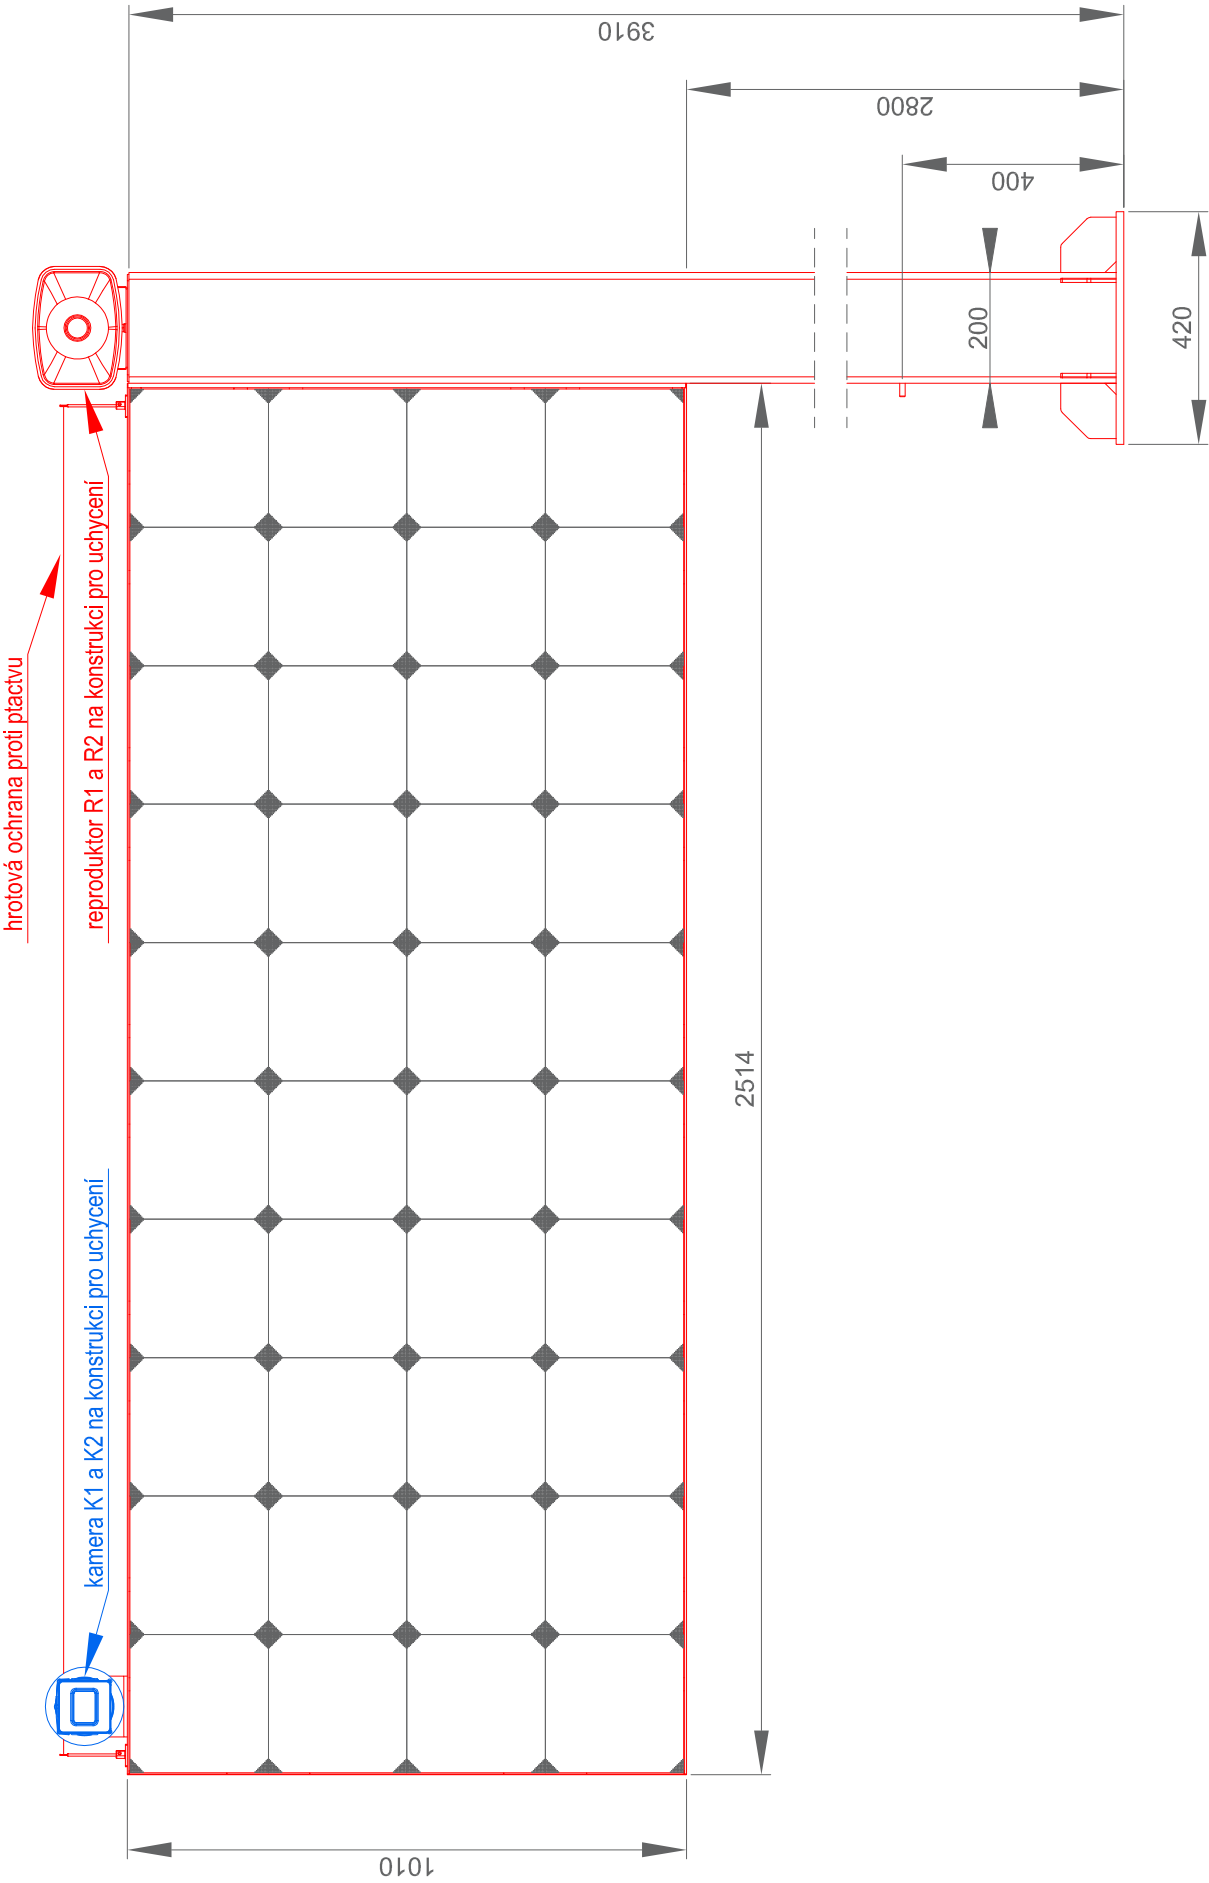 hrotová ochrana proti ptactvu
reproduktor R1 a R2 na konstrukci pro uchycení
kamera K1 a K2 na konstrukci pro uchycení
3910
2800
400
200
420
2514
1010